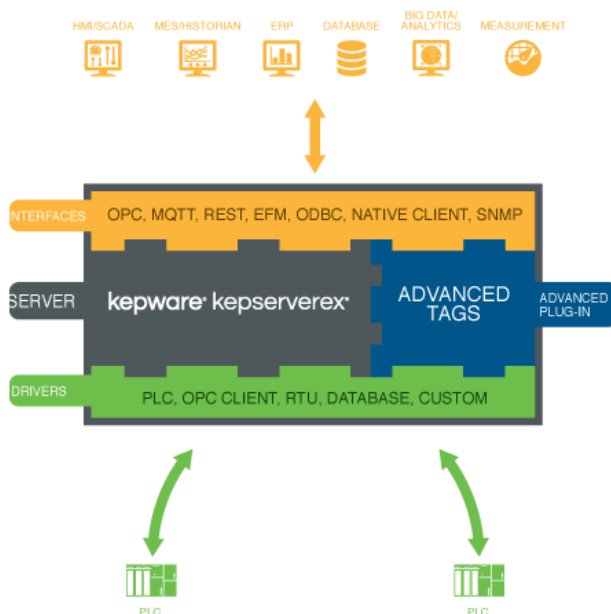 HMI/SCADA MES/HISTORIAN ERP DATABASE BIG DATA/ MEASUREMENT
ANALYTICS
INTERFACES OPC, MQTT, REST, EFM, ODBC, NATIVE CLIENT, SNMP
SERVER kepware® kepserverex® ADVANCED
TAGS
ADVANCED
PLUG-IN
DRIVERS PLC, OPC CLIENT, RTU, DATABASE, CUSTOM
PLC PLC